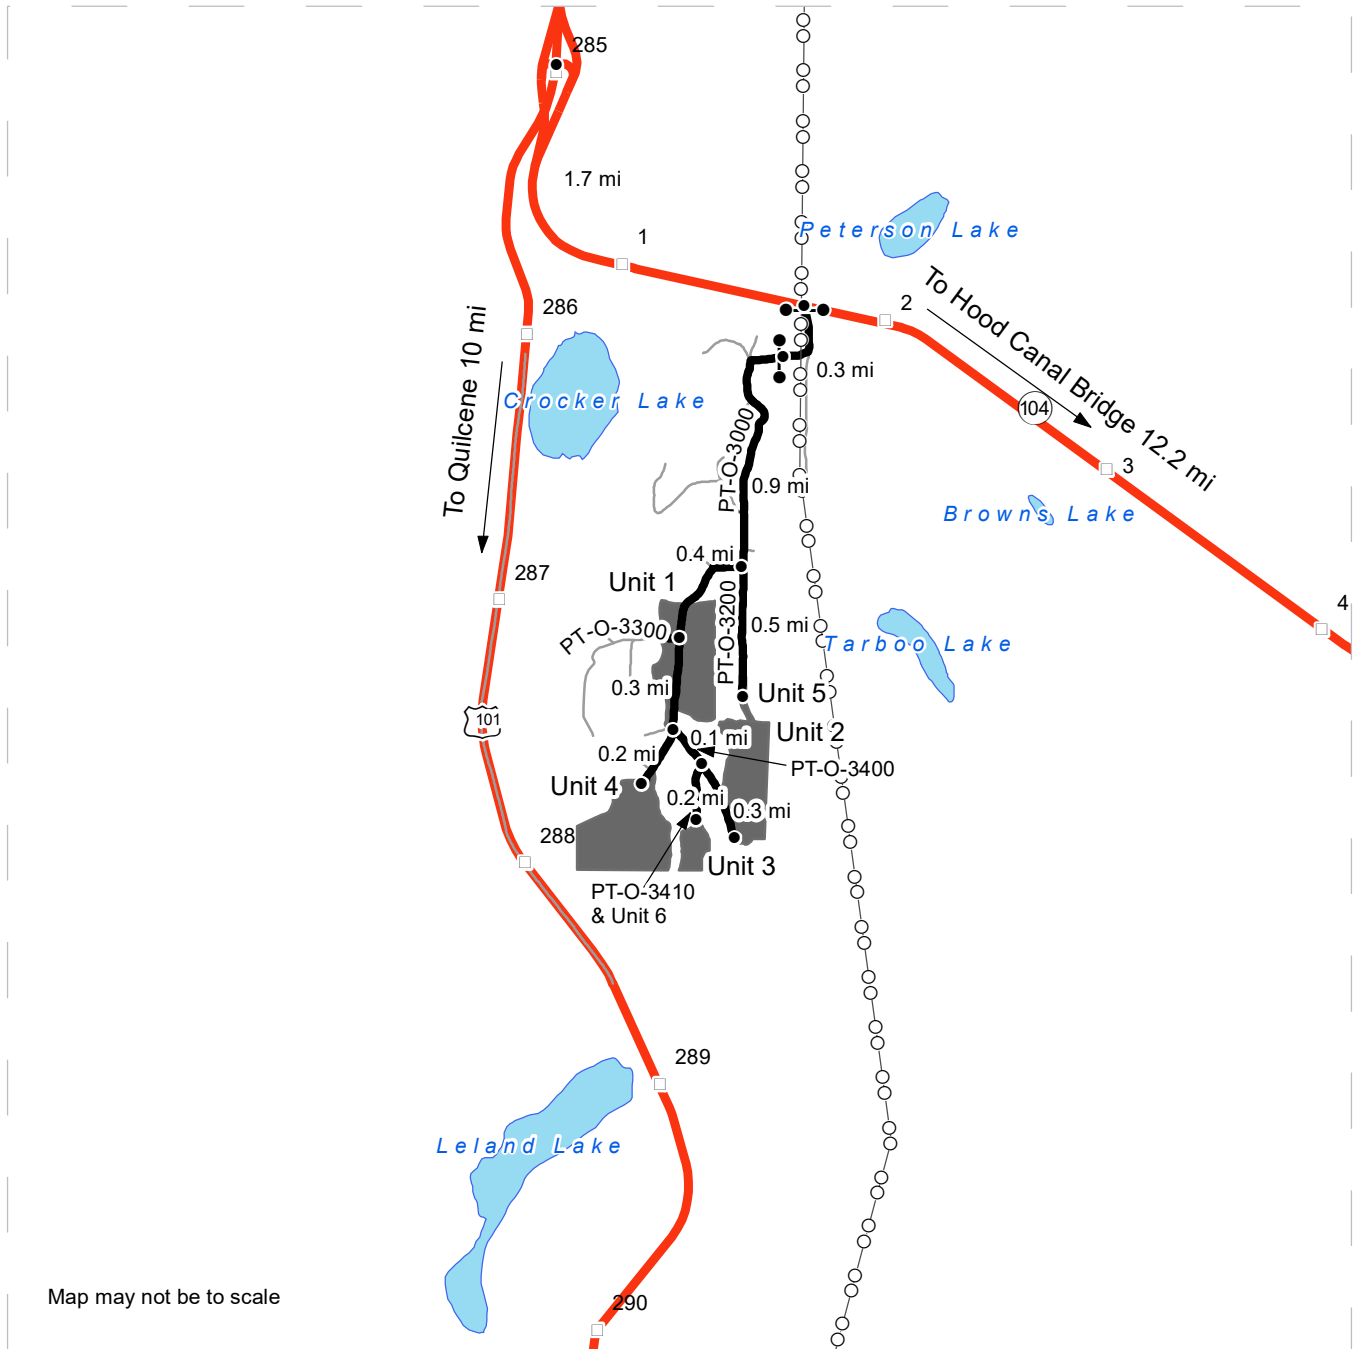 285
1.7 mi
1
Peterson Lake
286
2
To Hood Canal Bridge 12.2 mi
To Quilcene 10 mi
0.3 mi
Crocker Lake
104
PT-O-3000
3
0.9 mi
Browns Lake
0.4 mi
287
Unit 1
PT-O-3200
4
PT-O-3300
0.5 mi
Tarboo Lake
0.3 mi
Unit 5
101
0.1 mi
Unit 2
0.2 mi
PT-O-3400
Unit 4
0.2 mi
0.3 mi
288
Unit 3
PT-O-3410
& Unit 6
289
Leland Lake
Map may not be to scale
290